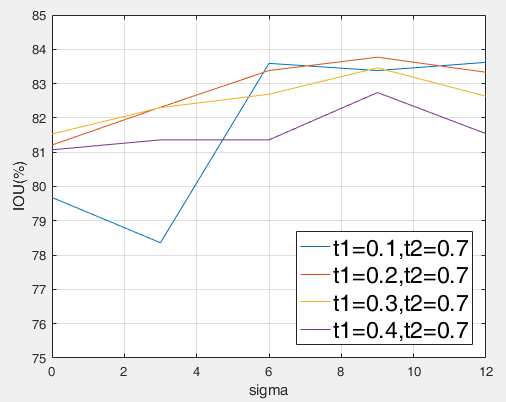 85
84
83
82
81
80
79
78
77
76
75
IOU(%)
0 2 4 6 8 10 12
sigma
t1=0.1,t2=0.7
t1=0.2,t2=0.7
t1=0.3,t2=0.7
t1=0.4,t2=0.7